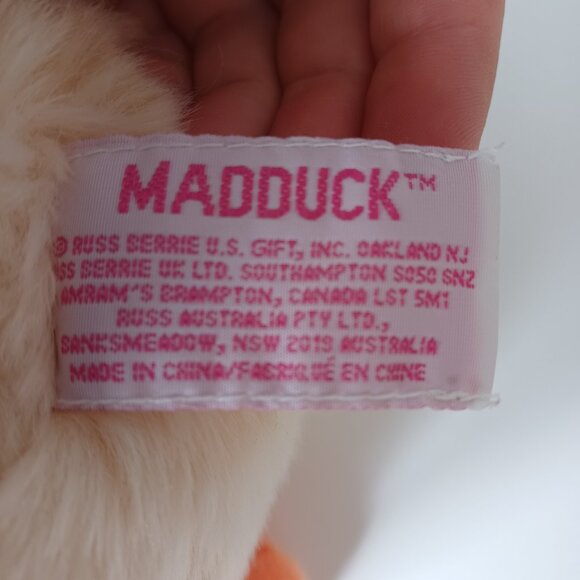 MADDUCK™
© RUSS BERRIE U.S. GIFT, INC. OAKLAND NJ
SS BERRIE UK LTD. SOUTHAMPTON SO50 SNZ
AMRAM'S BRAMPTON, CANADA L6T 5M1
RUSS AUSTRALIA PTY LTD.,
BANKSMEADOW, NSW 2019 AUSTRALIA
MADE IN CHINA/FABRIQUÉ EN CHINE